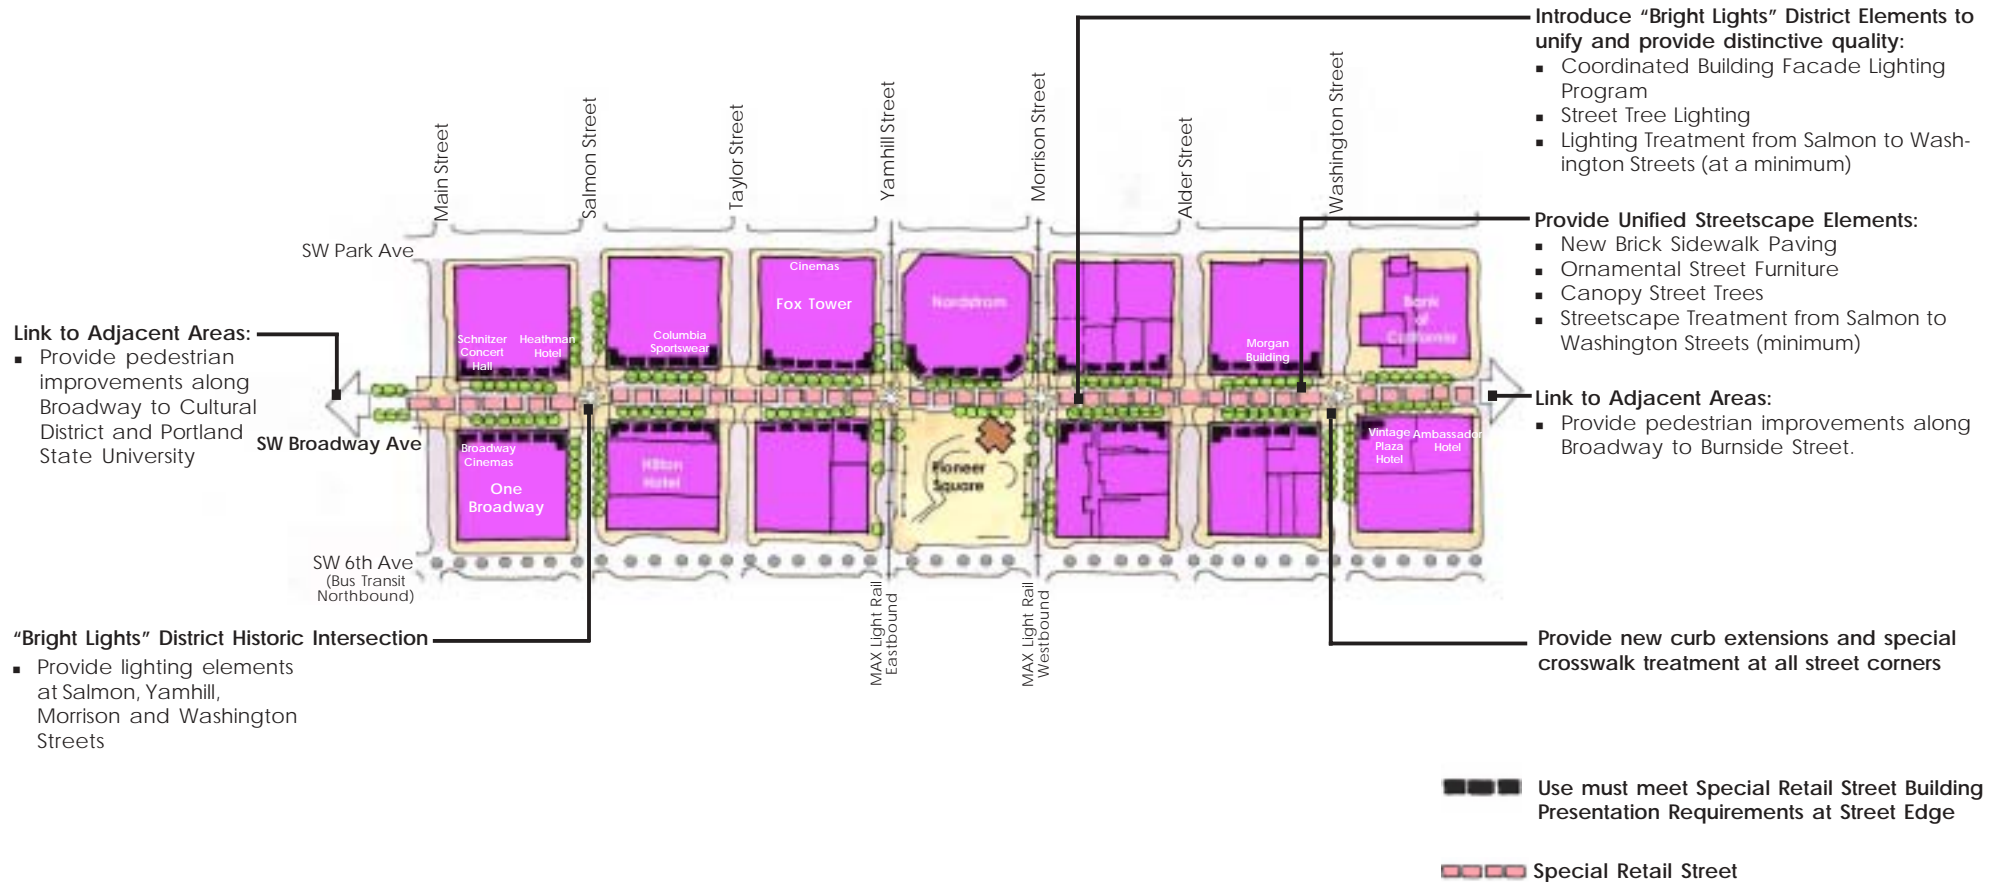 Introduce “Bright Lights” District Elements to
unify and provide distinctive quality:
▪ Coordinated Building Facade Lighting
Program
▪ Street Tree Lighting
▪ Lighting Treatment from Salmon to Wash-
ington Streets (at a minimum)
Main Street
Salmon Street
Taylor Street
Yamhill Street
Morrison Street
Alder Street
Washington Street
Provide Unified Streetscape Elements:
▪ New Brick Sidewalk Paving
▪ Ornamental Street Furniture
▪ Canopy Street Trees
▪ Streetscape Treatment from Salmon to
Washington Streets (minimum)
SW Park Ave
Cinemas
Fox Tower
Nordstrom
Bank
of
California
Schnitzer
Concert
Hall
Heathman
Hotel
Columbia
Sportswear
Morgan
Building
Link to Adjacent Areas:
▪ Provide pedestrian
improvements along
Broadway to Cultural
District and Portland
State University
SW Broadway Ave
Link to Adjacent Areas:
▪ Provide pedestrian improvements along
Broadway to Burnside Street.
Broadway
Cinemas
One
Broadway
Hilton
Hotel
Pioneer
Square
Vintage
Plaza
Hotel
Ambassador
Hotel
SW 6th Ave
(Bus Transit
Northbound)
MAX Light Rail
Eastbound
MAX Light Rail
Westbound
“Bright Lights” District Historic Intersection
▪ Provide lighting elements
at Salmon, Yamhill,
Morrison and Washington
Streets
Provide new curb extensions and special
crosswalk treatment at all street corners
Use must meet Special Retail Street Building
Presentation Requirements at Street Edge
Special Retail Street